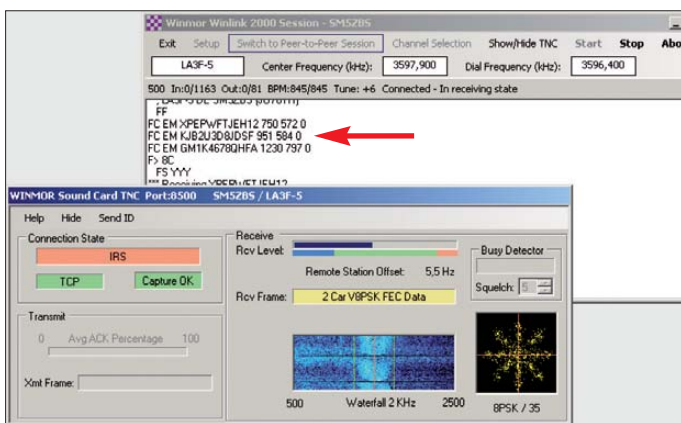 Winmor Winlink 2000 Session - SM5ZBS
Exit Setup Switch to Peer-to-Peer Session Channel Selection Show/Hide TNC Start Stop Abo
LA3F-5 Center Frequency (kHz): 3597,900 Dial Frequency (kHz): 3596,400
500 In:0/1163 Out:0/81 BPM:845/845 Tune: +6 Connected - In receiving state
FF
FC EM XPEPWFTJEH12 750 572 0
FC EM KJB2U3D8JDSF 951 584 0
FC EM GM1K4678QHFA 1230 797 0
F> 8C
FS YYY
*** Receiving
WINMOR Sound Card TNC Port:8500 SM5ZBS / LA3F-5
Help Hide Send ID
Connection State
IRS
TCP Capture OK
Transmit
0 Avg ACK Percentage 100
Xmt Frame:
Receive
Rcv Level:
Remote Station Offset: 5,5 Hz
Rcv Frame: 2 Car V8PSK FEC Data
500 Waterfall 2 KHz 2500
Busy Detector
Squelch: 5
8PSK / 35